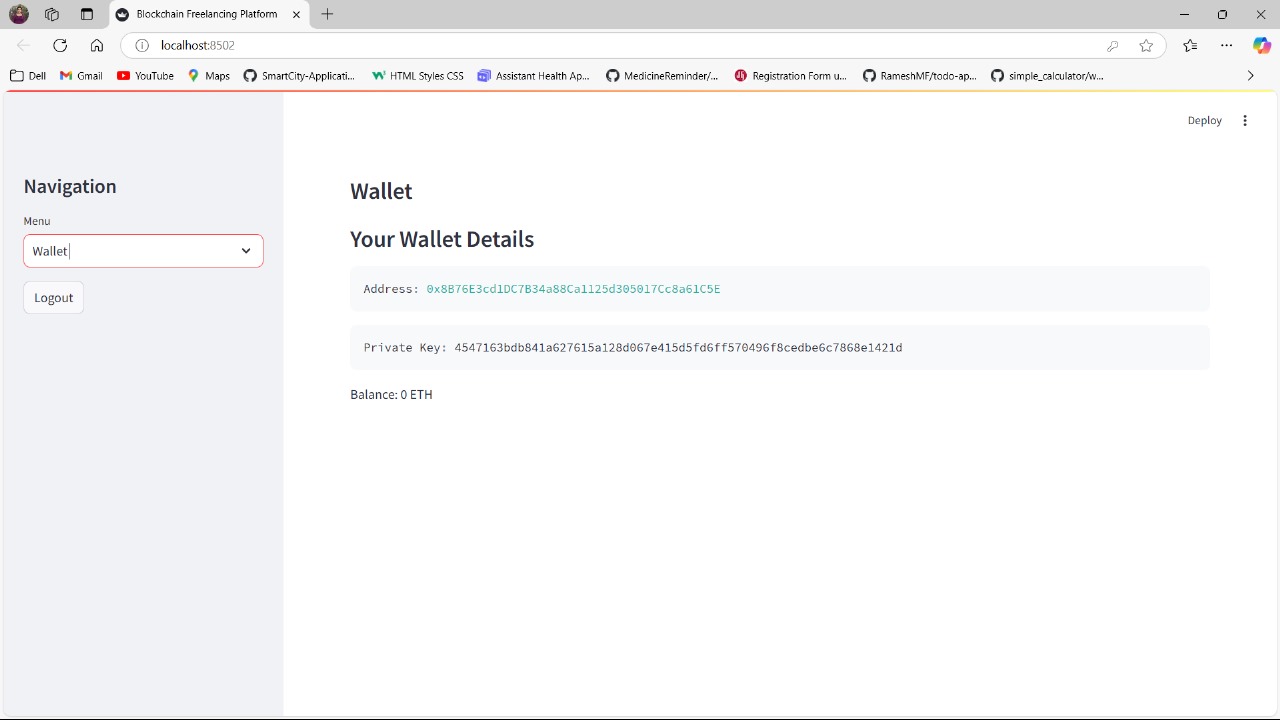 Blockchain Freelancing Platform
localhost:8502
Dell
Gmail
YouTube
Maps
SmartCity-Applicati...
HTML Styles CSS
Assistant Health Ap...
MedicineReminder/...
Registration Form u...
RameshMF/todo-ap...
simple_calculator/w...
Deploy
Navigation
Menu
Wallet
Logout
Wallet
Your Wallet Details
Address: 0x8B76E3cd1DC7B34a88Ca1125d305017Cc8a61C5E
Private Key: 4547163bdb841a627615a128d067e415d5fd6ff570496f8cedbe6c7868e1421d
Balance: 0 ETH